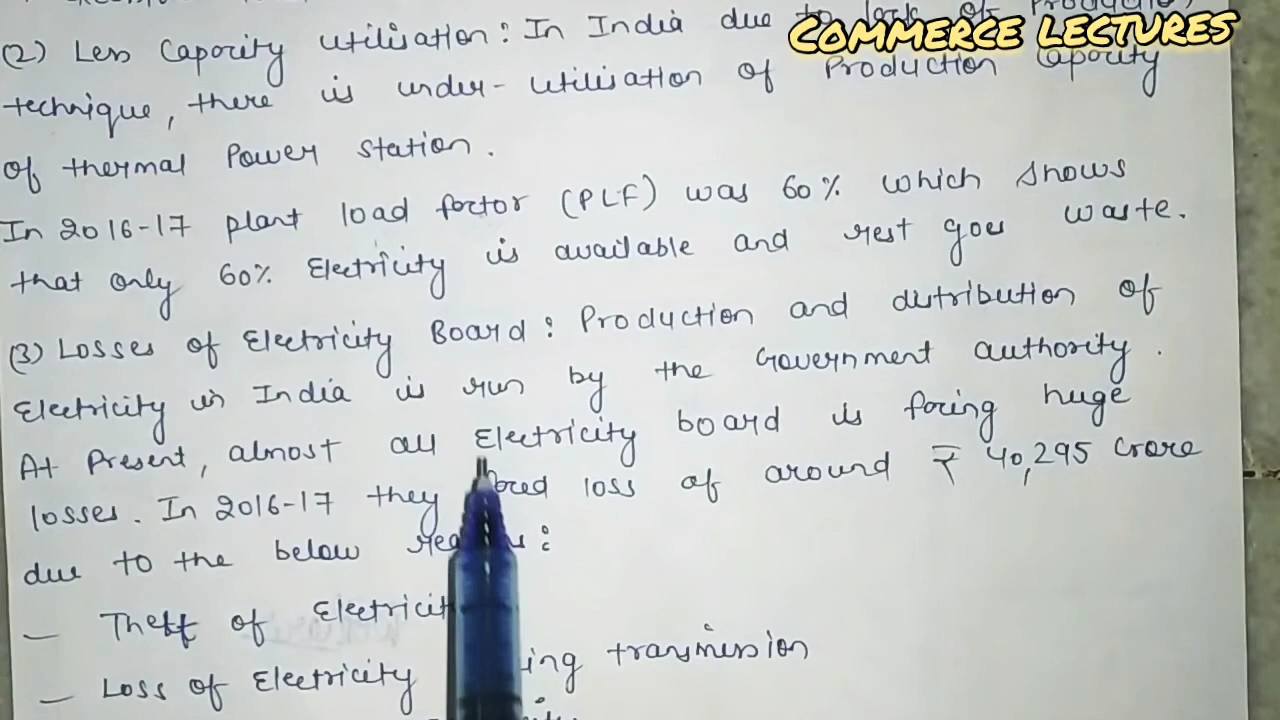 COMMERCE LECTURES
(2) Less Capacity utilisation : In India due to lack of
technique, there is under-utilisation of Production Capacity
of thermal Power station.
In 2016-17 plant load factor (PLF) was 60% which shows
that only 60% Electricity is available and rest goes waste.
(3) Losses of Electricity Board : Production and distribution of
Electricity in India is run by the Government authority.
At Present, almost all Electricity board is facing huge
losses. In 2016-17 they loss of around ₹ 40,295 crore
due to the below
— Theft of
— Loss of Electricity transmission